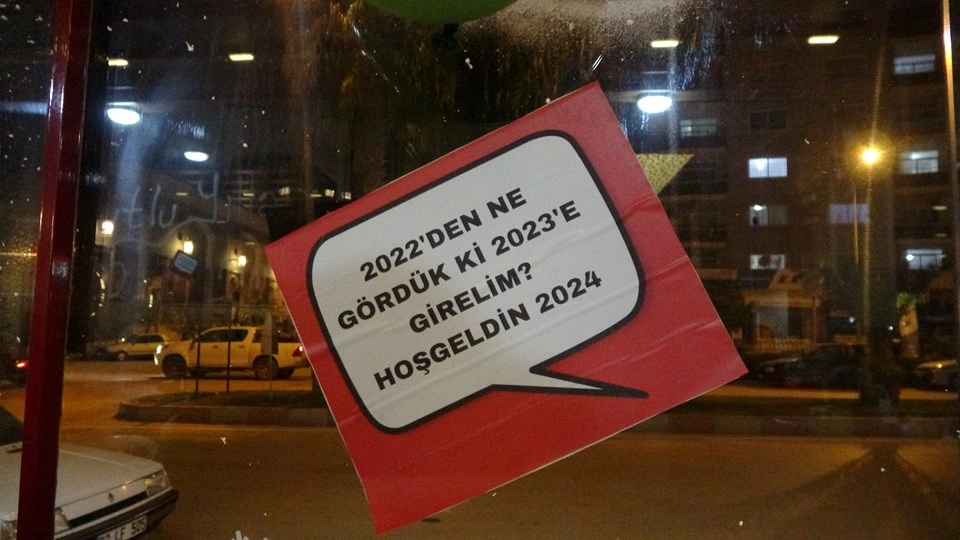 2022'DEN NE
GÖRDÜK Kİ 2023'E
GİRELİM?
HOŞGELDİN 2024